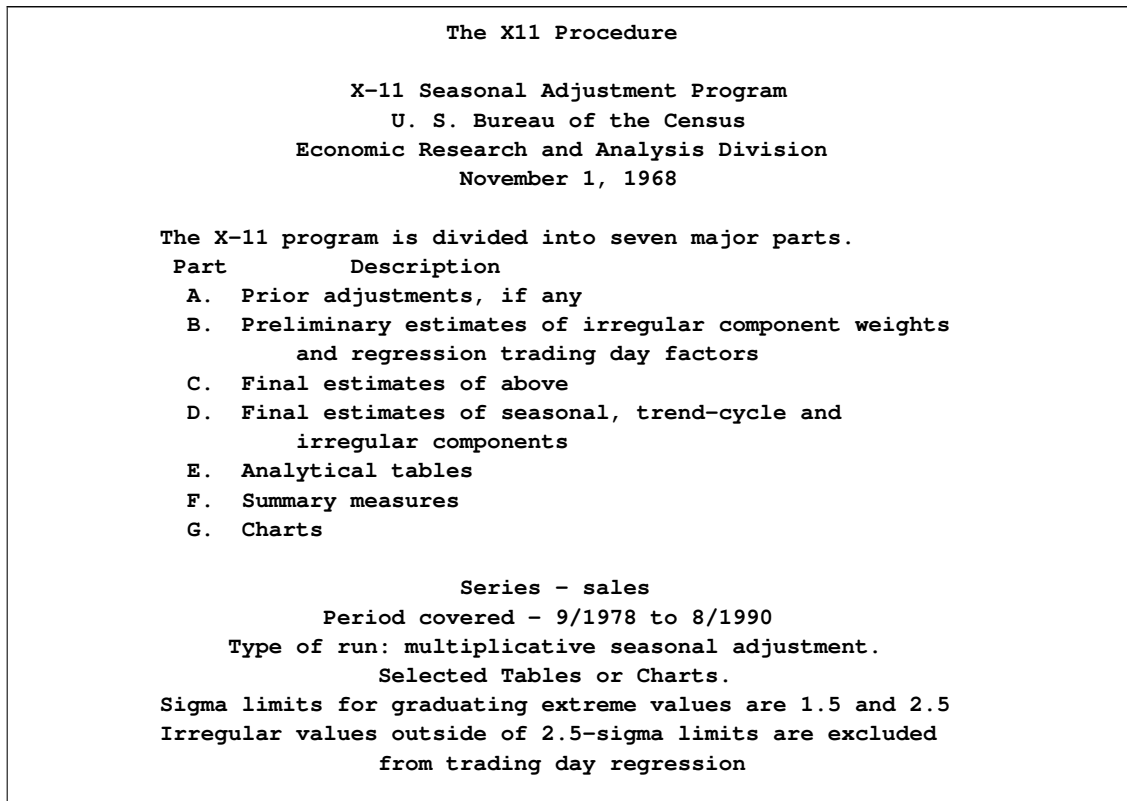 The X11 Procedure
X-11 Seasonal Adjustment Program
U. S. Bureau of the Census
Economic Research and Analysis Division
November 1, 1968
The X-11 program is divided into seven major parts.
Part Description
A. Prior adjustments, if any
B. Preliminary estimates of irregular component weights
and regression trading day factors
C. Final estimates of above
D. Final estimates of seasonal, trend-cycle and
irregular components
E. Analytical tables
F. Summary measures
G. Charts
Series - sales
Period covered - 9/1978 to 8/1990
Type of run: multiplicative seasonal adjustment.
Selected Tables or Charts.
Sigma limits for graduating extreme values are 1.5 and 2.5
Irregular values outside of 2.5-sigma limits are excluded
from trading day regression